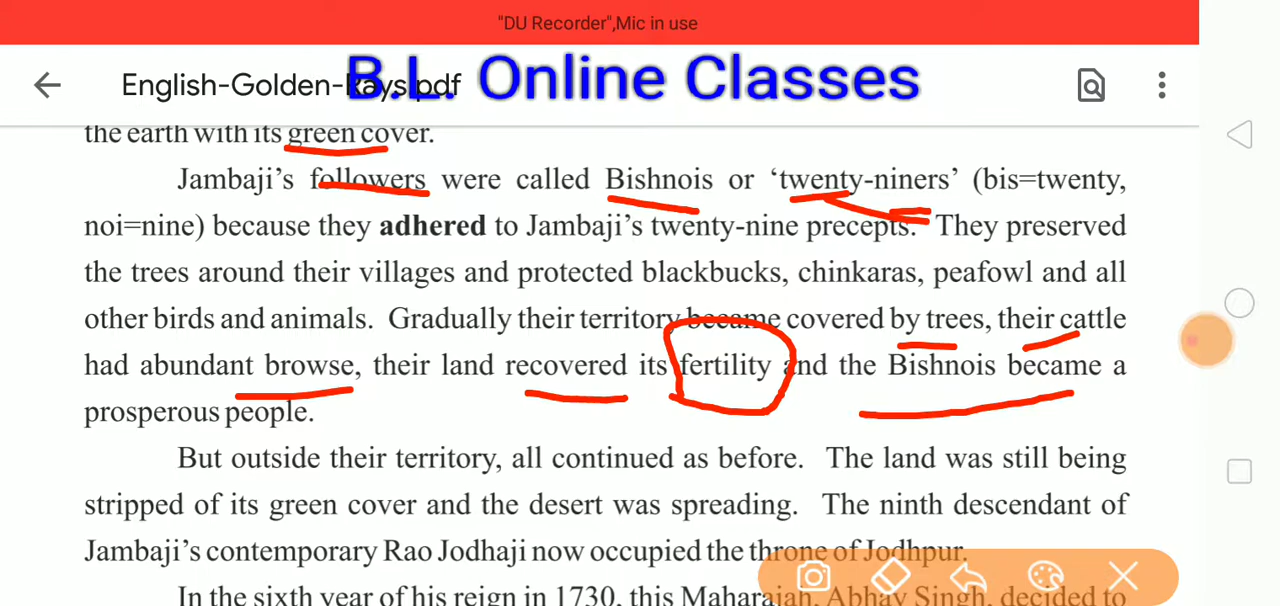 "DU Recorder",Mic in use
B.L. Online Classes
English-Golden-Rays.pdf
the earth with its green cover.
Jambaji's followers were called Bishnois or 'twenty-niners' (bis=twenty,
noi=nine) because they adhered to Jambaji's twenty-nine precepts. They preserved
the trees around their villages and protected blackbucks, chinkaras, peafowl and all
other birds and animals. Gradually their territory became covered by trees, their cattle
had abundant browse, their land recovered its fertility and the Bishnois became a
prosperous people.
But outside their territory, all continued as before. The land was still being
stripped of its green cover and the desert was spreading. The ninth descendant of
Jambaji's contemporary Rao Jodhaji now occupied the throne of Jodhpur.
In the sixth year of his reign in 1730, this Maharajah, Abhay Singh, decided to